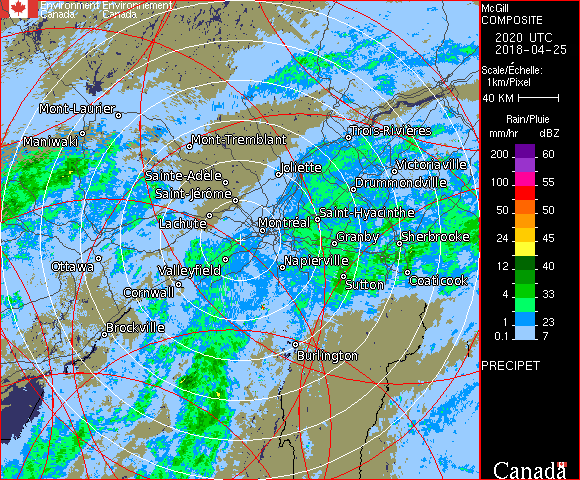 Environment Environnement
Canada Canada
McGill
COMPOSITE
2020 UTC
2018-04-25
Scale/Échelle:
1km/Pixel
40 KM
Rain/Pluie
mm/hr dBZ
200 60
100 55
50 50
24 45
12 40
4 33
1 23
0.1 7
PRECIPET
Canada
Mont-Laurier
Maniwaki
Mont-Tremblant
Trois-Rivières
Sainte-Adèle
Joliette
Victoriaville
Saint-Jérôme
Drummondville
Lachute
Montréal
Saint-Hyacinthe
Granby
Sherbrooke
Ottawa
Valleyfield
Napierville
Cornwall
Sutton
Coaticook
Brockville
Burlington